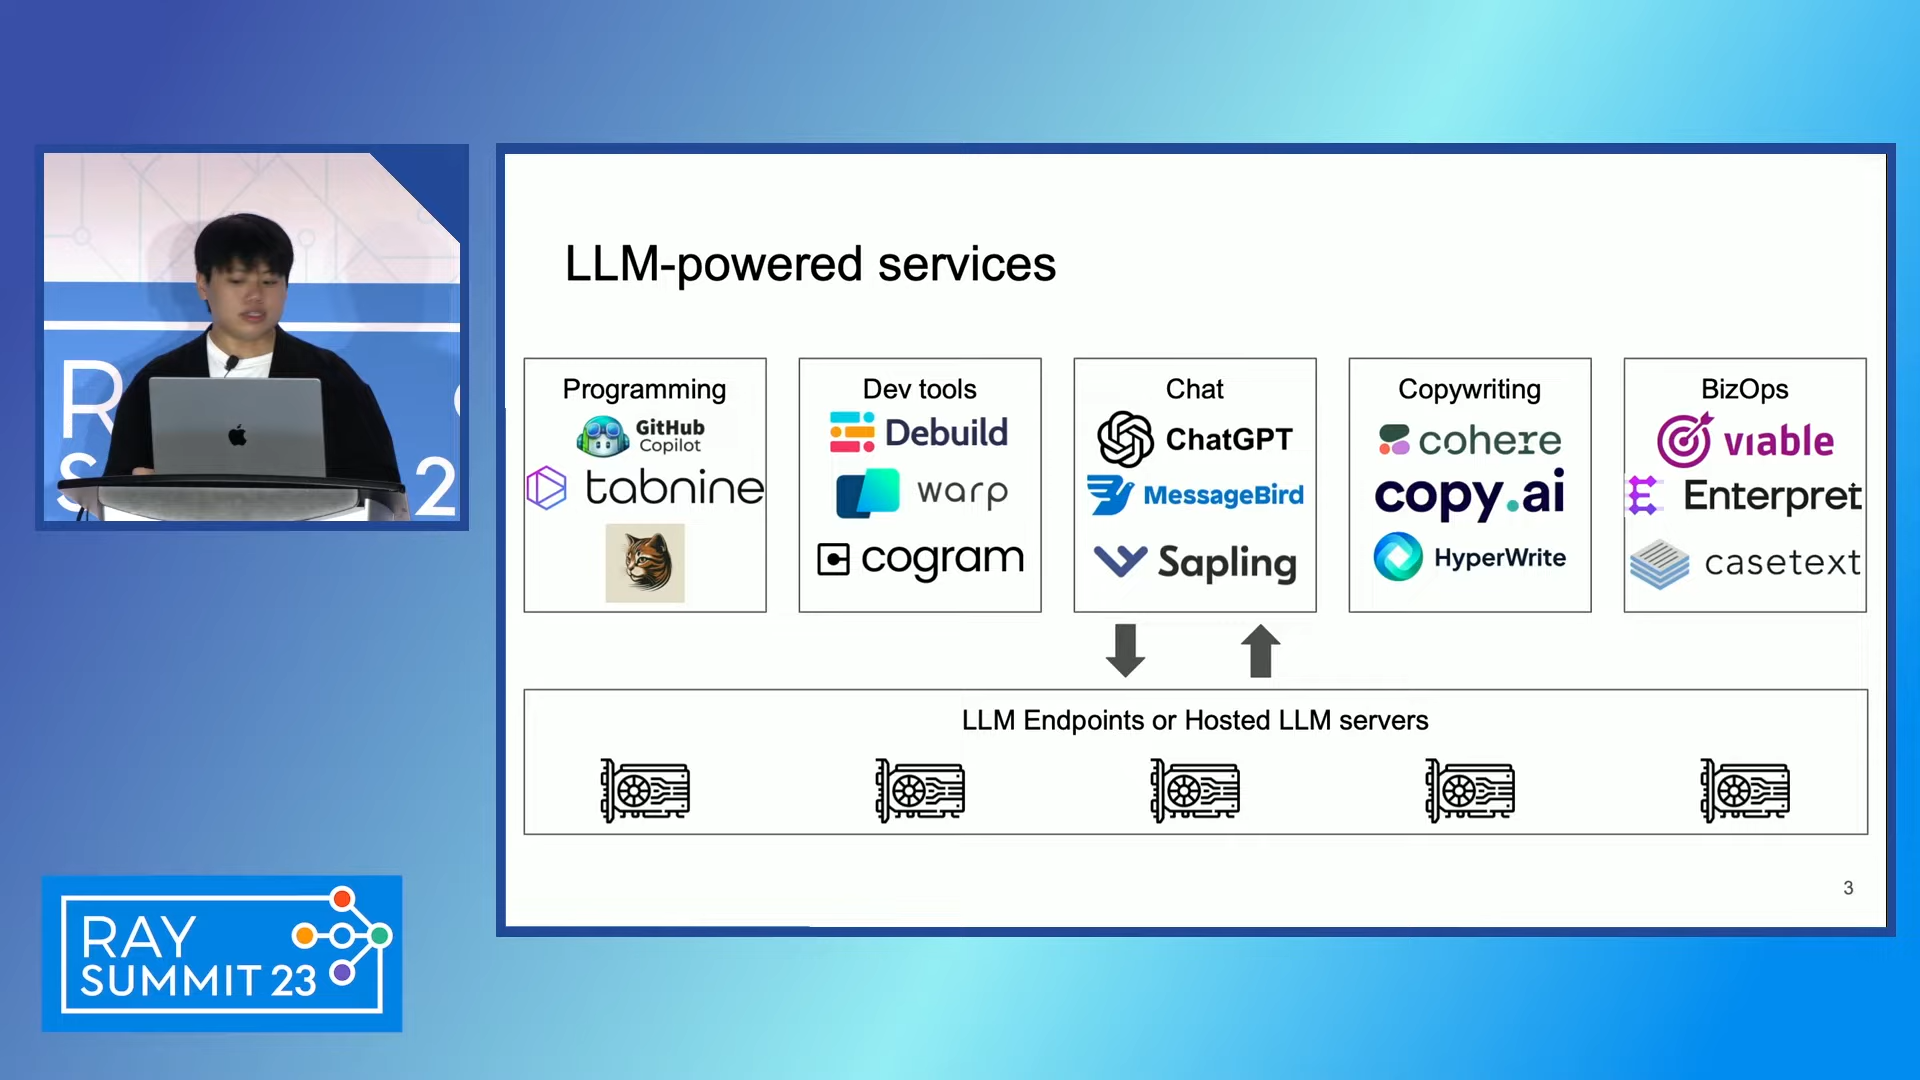 LLM-powered services
Programming
GitHub
Copilot
tabnine
Dev tools
Debuild
warp
cogram
Chat
ChatGPT
MessageBird
Sapling
Copywriting
cohere
copy.ai
HyperWrite
BizOps
viable
Enterpret
casetext
LLM Endpoints or Hosted LLM servers
3
R
S
2
RAY
SUMMIT 23